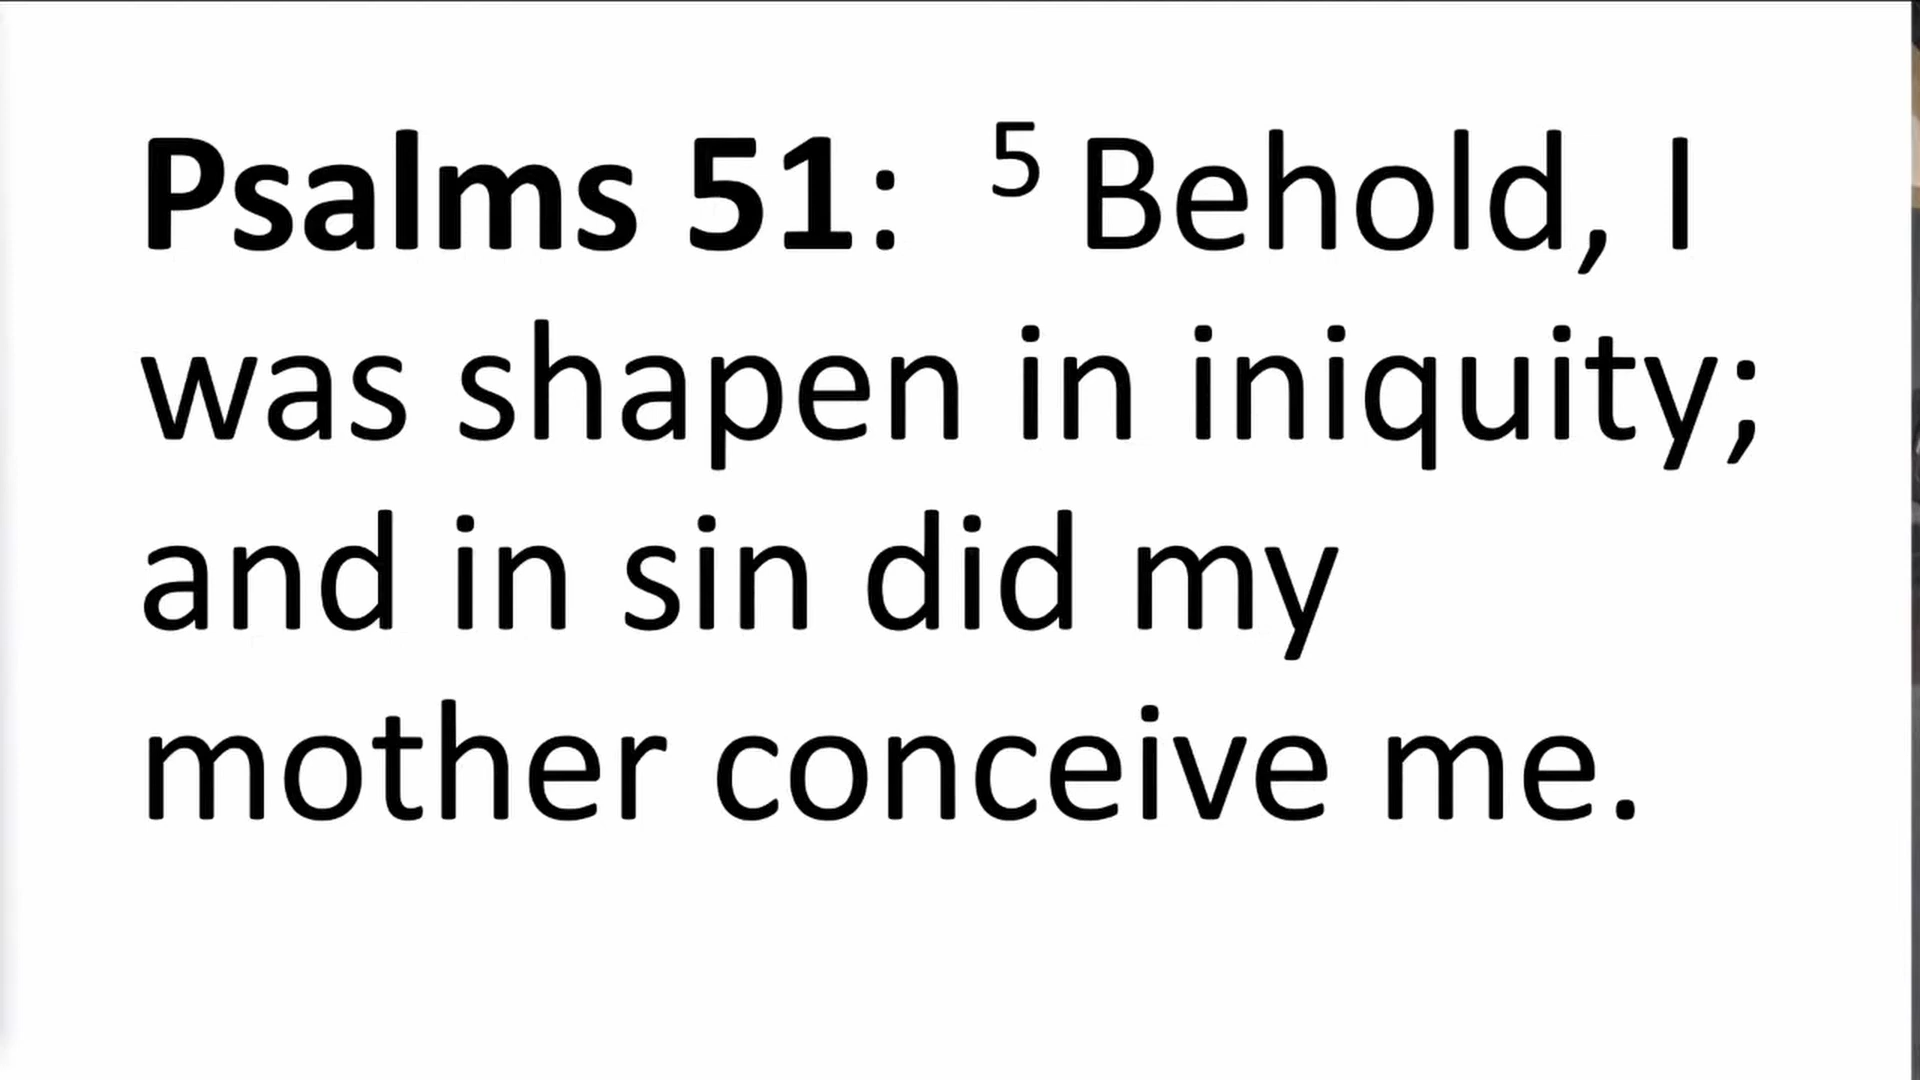 Psalms 51: 5 Behold, I
was shapen in iniquity;
and in sin did my
mother conceive me.